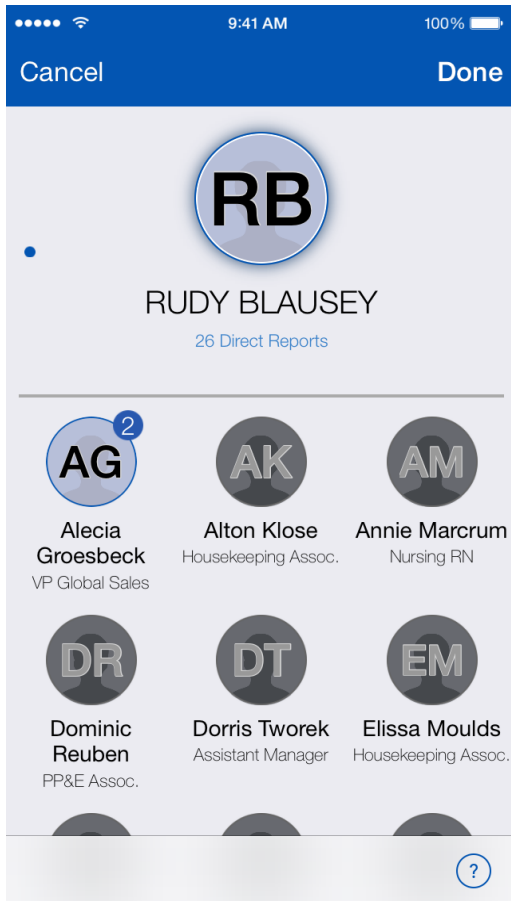 9:41 AM 100%
Cancel Done
RB
RUDY BLAUSEY
26 Direct Reports
2
AG AK AM
Alecia Alton Klose Annie Marcrum
Groesbeck Housekeeping Assoc. Nursing RN
VP Global Sales
DR DT EM
Dominic Dorris Tworek Elissa Moulds
Reuben Assistant Manager Housekeeping Assoc.
PP&E Assoc.
?